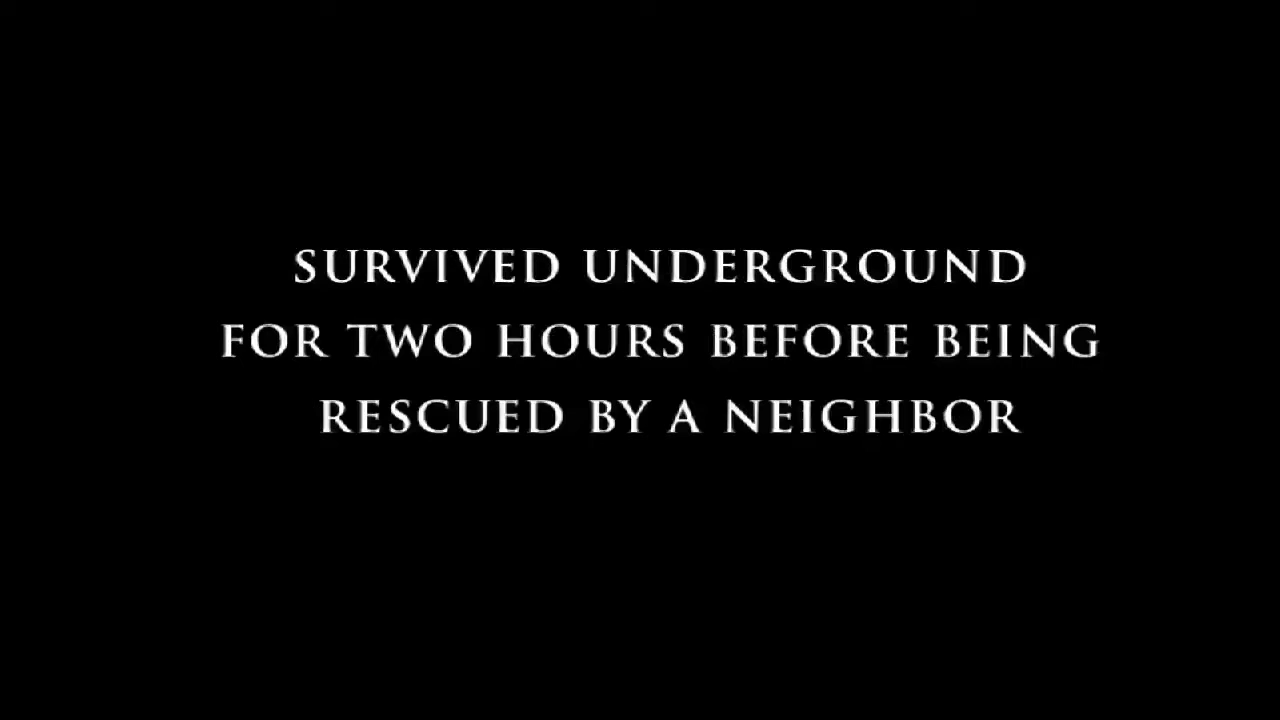 SURVIVED UNDERGROUND
FOR TWO HOURS BEFORE BEING
RESCUED BY A NEIGHBOR